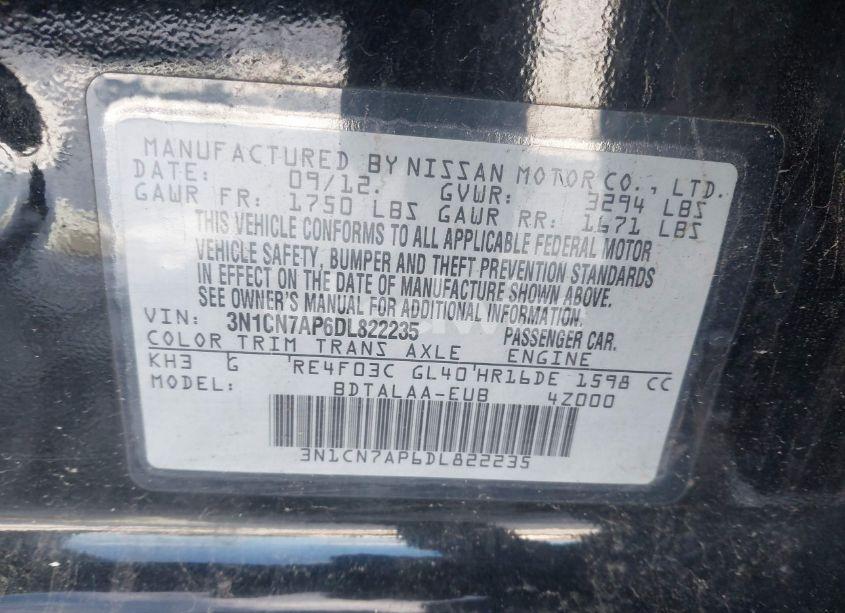 MANUFACTURED BY NISSAN MOTOR CO., LTD.
DATE: 09/12. GVWR: 3294 LBS
GAWR FR: 1750 LBS GAWR RR: 1671 LBS
THIS VEHICLE CONFORMS TO ALL APPLICABLE FEDERAL MOTOR
VEHICLE SAFETY, BUMPER AND THEFT PREVENTION STANDARDS
IN EFFECT ON THE DATE OF MANUFACTURE SHOWN ABOVE.
SEE OWNER'S MANUAL FOR ADDITIONAL INFORMATION.
VIN: 3N1CN7AP6DL822235 PASSENGER CAR.
COLOR TRIM TRANS AXLE ENGINE
KH3 G RE4F03C GL40 HR16DE 1598 CC
MODEL: BDTALAA-EUB 4Z000
3N1CN7AP6DL822235